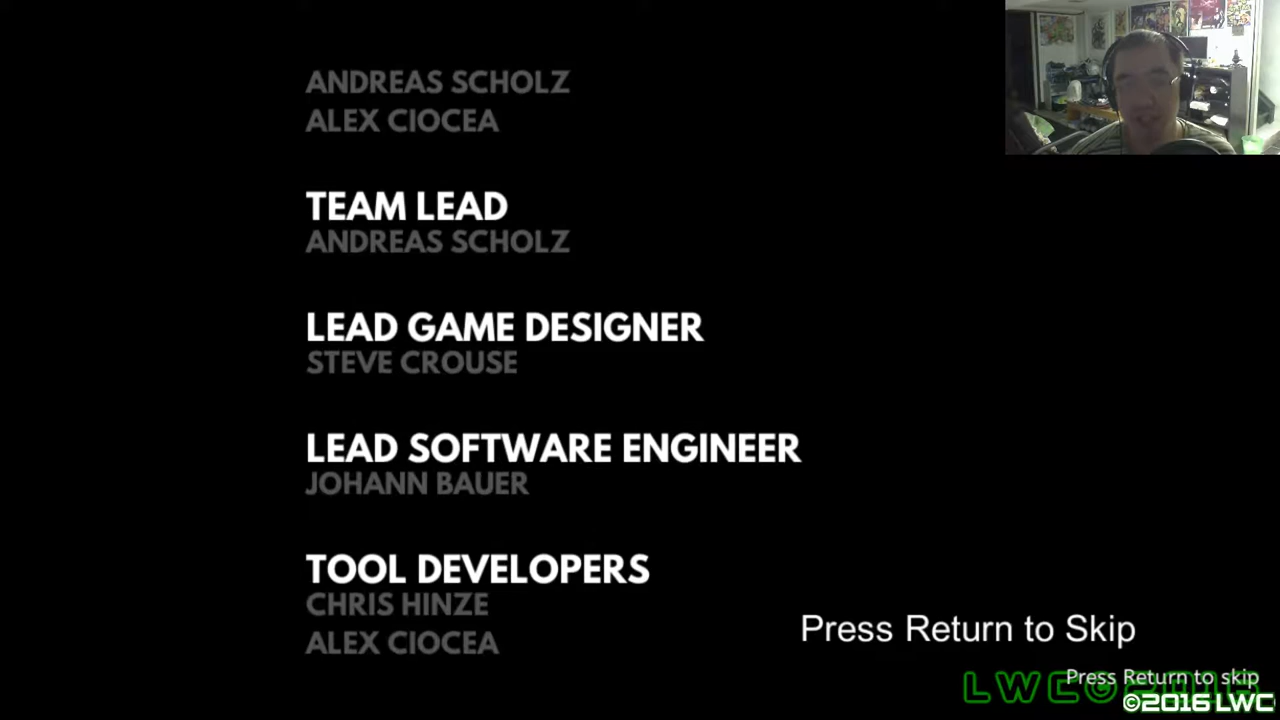 ANDREAS SCHOLZ
ALEX CIOCEA
TEAM LEAD
ANDREAS SCHOLZ
LEAD GAME DESIGNER
STEVE CROUSE
LEAD SOFTWARE ENGINEER
JOHANN BAUER
TOOL DEVELOPERS
CHRIS HINZE
ALEX CIOCEA
Press Return to Skip
Press Return to skip
LWC©
©2016 LWC